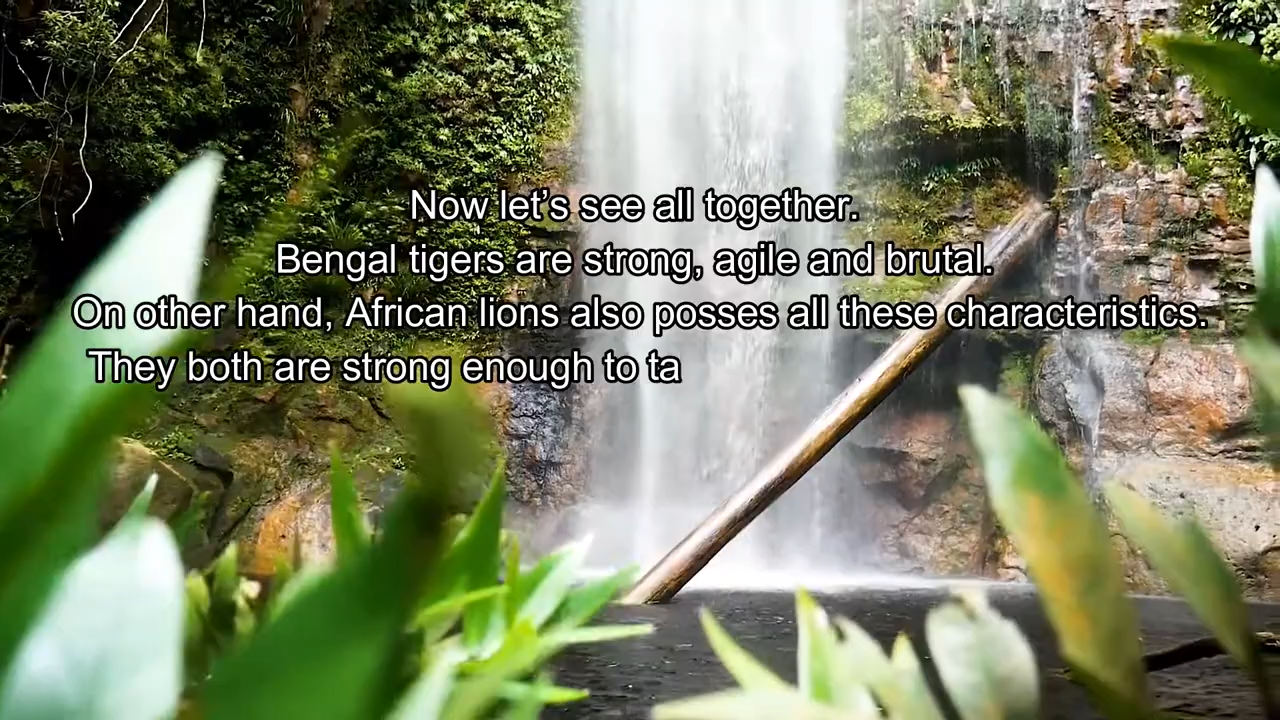 Now let’s see all together.
Bengal tigers are strong, agile and brutal.
On other hand, African lions also posses all these characteristics.
They both are strong enough to ta